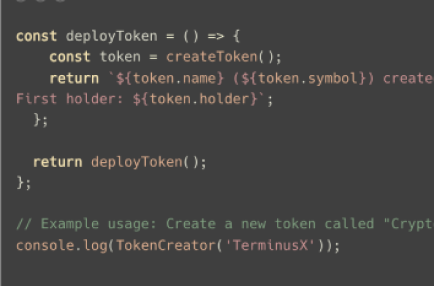 const deployToken = () => {
const token = createToken();
return `${token.name} (${token.symbol}) create
First holder: ${token.holder}`;
};
return deployToken();
};
// Example usage: Create a new token called "Crypt
console.log(TokenCreator('TerminusX'));